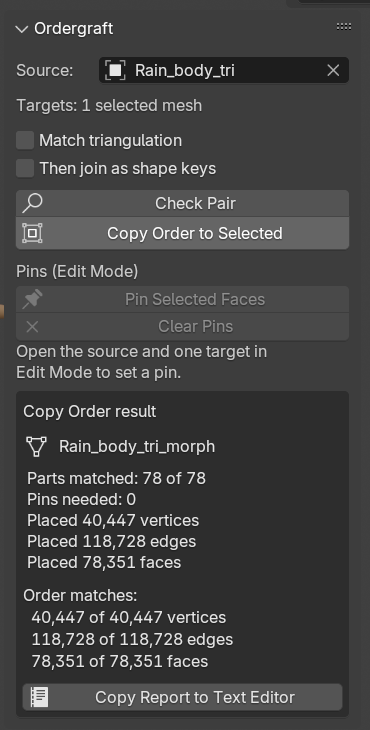 Ordergraft
Source: Rain_body_tri
Targets: 1 selected mesh
Match triangulation
Then join as shape keys
Check Pair
Copy Order to Selected
Pins (Edit Mode)
Pin Selected Faces
Clear Pins
Open the source and one target in
Edit Mode to set a pin.
Copy Order result
Rain_body_tri_morph
Parts matched: 78 of 78
Pins needed: 0
Placed 40,447 vertices
Placed 118,728 edges
Placed 78,351 faces
Order matches:
40,447 of 40,447 vertices
118,728 of 118,728 edges
78,351 of 78,351 faces
Copy Report to Text Editor